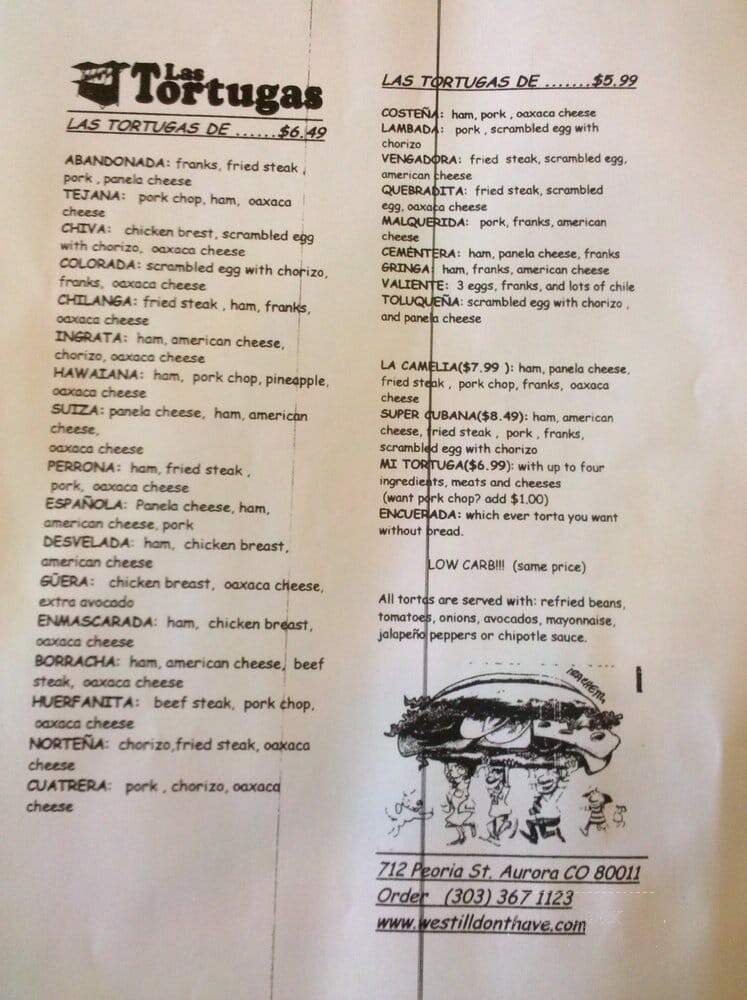 Las
Tortugas
LAS TORTUGAS DE ......$6.49
ABANDONADA: franks, fried steak ,
pork , panela cheese
TEJANA: pork chop, ham, oaxaca
cheese
CHIVA: chicken brest, scrambled egg
with chorizo, oaxaca cheese
COLORADA: scrambled egg with chorizo,
franks, oaxaca cheese
CHILANGA: fried steak , ham, franks,
oaxaca cheese
INGRATA: ham, american cheese,
chorizo, oaxaca cheese
HAWAIANA: ham, pork chop, pineapple,
oaxaca cheese
SUIZA: panela cheese, ham, american
cheese,
oaxaca cheese
PERRONA: ham, fried steak ,
pork, oaxaca cheese
ESPAÑOLA: Panela cheese, ham,
american cheese, pork
DESVELADA: ham, chicken breast,
american cheese
GÜERA: chicken breast, oaxaca cheese,
extra avocado
ENMASCARADA: ham, chicken breast,
oaxaca cheese
BORRACHA: ham, american cheese, beef
steak, oaxaca cheese
HUERFANITA: beef steak, pork chop,
oaxaca cheese
NORTEÑA: chorizo,fried steak, oaxaca
cheese
CUATRERA: pork , chorizo, oaxaca
cheese
LAS TORTUGAS DE .......$5.99
COSTEÑA: ham, pork , oaxaca cheese
LAMBADA: pork , scrambled egg with
chorizo
VENGADORA: fried steak, scrambled egg,
american cheese
QUEBRADITA: fried steak, scrambled
egg, oaxaca cheese
MALQUERIDA: pork, franks, american
cheese
CEMENTERA: ham, panela cheese, franks
GRINGA: ham, franks, american cheese
VALIENTE: 3 eggs, franks, and lots of chile
TOLUQUEÑA: scrambled egg with chorizo ,
and panela cheese
LA CAMELIA($7.99 ): ham, panela cheese,
fried steak , pork chop, franks, oaxaca
cheese
SUPER CUBANA($8.49): ham, american
cheese, fried steak , pork , franks,
scrambled egg with chorizo
MI TORTUGA($6.99): with up to four
ingredients, meats and cheeses
(want pork chop? add $1.00)
ENCUERADA: which ever torta you want
without bread.
LOW CARB!!! (same price)
All tortas are served with: refried beans,
tomatoes, onions, avocados, mayonnaise,
jalapeño peppers or chipotle sauce.
712 Peoria St. Aurora CO 80011
Order (303) 367 1123
www.westilldonthave.com